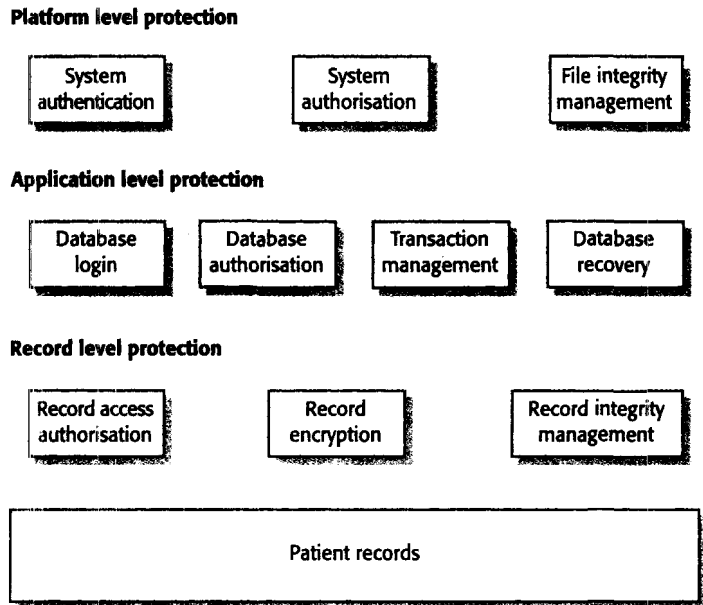 Platform level protection
System
authentication
System
authorisation
File integrity
management
Application level protection
Database
login
Database
authorisation
Transaction
management
Database
recovery
Record level protection
Record access
authorisation
Record
encryption
Record integrity
management
Patient records